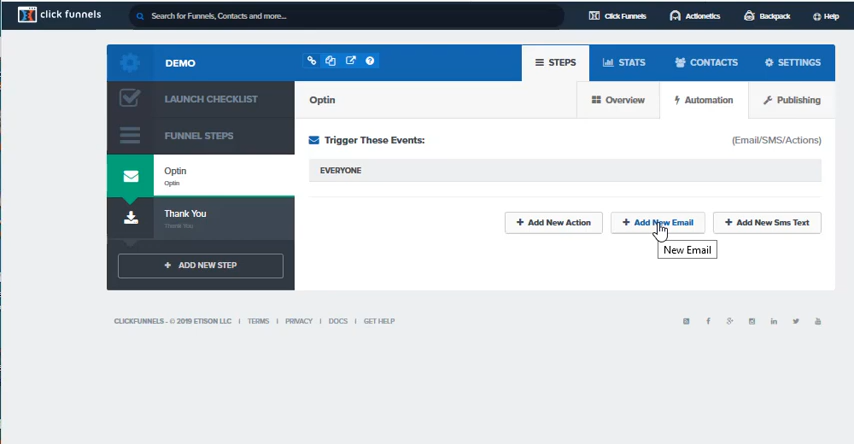 click funnels
Search for Funnels, Contacts and more...
Click Funnels
Actionetics
Backpack
Help
DEMO
STEPS
STATS
CONTACTS
SETTINGS
LAUNCH CHECKLIST
FUNNEL STEPS
Optin
Optin
Thank You
Thank You
+ ADD NEW STEP
Optin
Overview
Automation
Publishing
Trigger These Events:
(Email/SMS/Actions)
EVERYONE
+ Add New Action
+ Add New Email
+ Add New Sms Text
New Email
CLICKFUNNELS - © 2019 ETISON LLC | TERMS | PRIVACY | DOCS | GET HELP